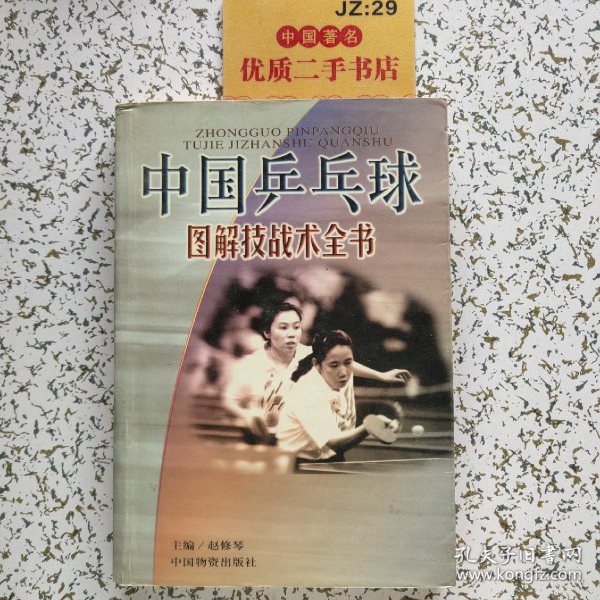 JZ:29
中国著名
优质二手书店
ZHONGGUO PINPANGQIU
TUJIE JIZHANSHU QUANSHU
中国乒乓球
图解技战术全书
主编/赵修琴
中国物资出版社
孔夫子旧书网
kongfz.com